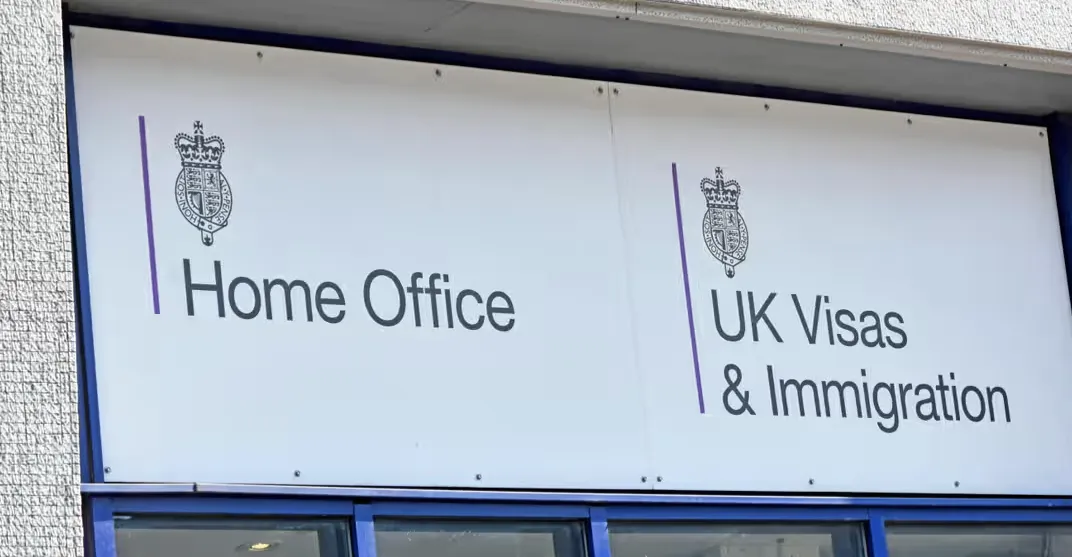 Home Office
UK Visas
& Immigration